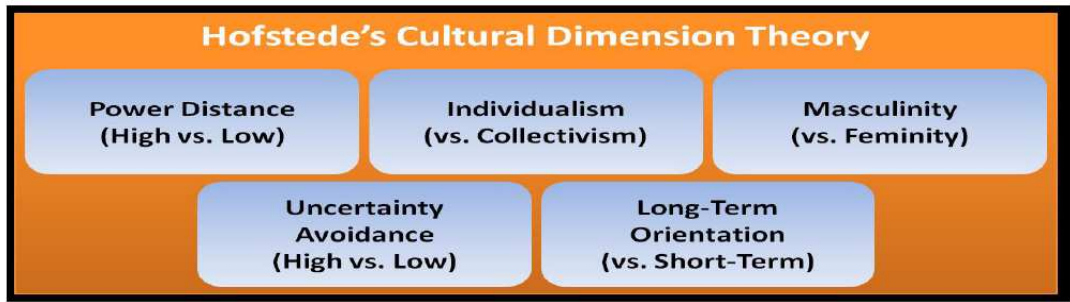 Hofstede's Cultural Dimension Theory
Power Distance
(High vs. Low)
Individualism
(vs. Collectivism)
Masculinity
(vs. Feminity)
Uncertainty
Avoidance
(High vs. Low)
Long-Term
Orientation
(vs. Short-Term)